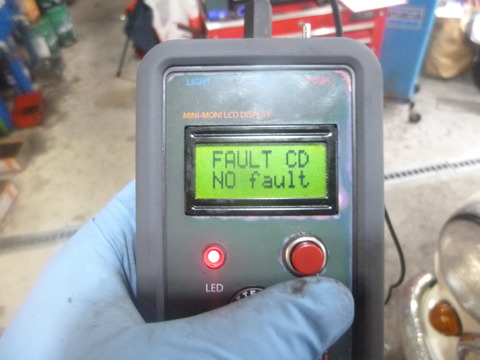 LIGHT
MINI-MONI LCD DISPLAY
FAULT CD
NO fault
LED